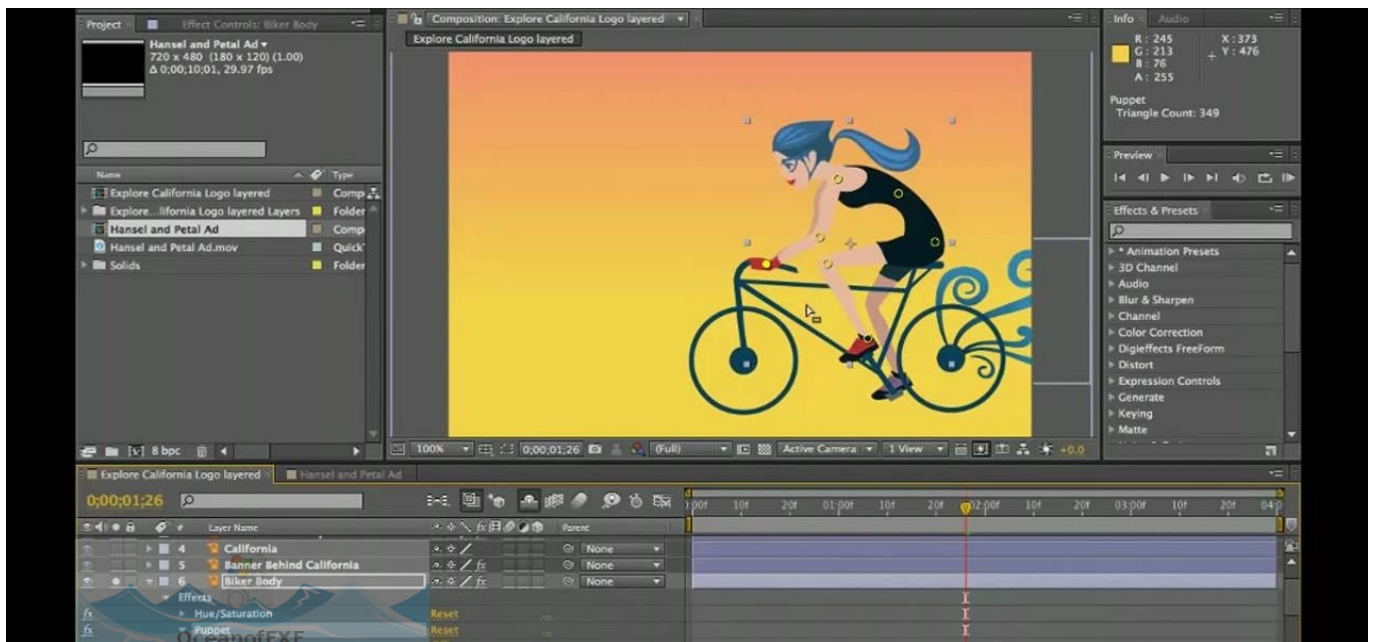 Project
Effect Controls: Biker Body
Hansel and Petal Ad
720 x 480 (180 x 120) (1.00)
Δ 0;00;10;01, 29.97 fps
Name
Type
Explore California Logo layered
Comp
Explore...lifornia Logo layered Layers
Folder
Hansel and Petal Ad
Comp
Hansel and Petal Ad.mov
Quick
Solids
Folder
8 bpc
Composition: Explore California Logo layered
Explore California Logo layered
100%
0;00;01;26
(Full)
Active Camera
1 View
+0.0
Info
Audio
R: 245
G: 213
B: 76
A: 255
X: 373
Y: 476
Puppet
Triangle Count: 349
Preview
Effects & Presets
* Animation Presets
3D Channel
Audio
Blur & Sharpen
Channel
Color Correction
Digieffects FreeForm
Distort
Expression Controls
Generate
Keying
Matte
Explore California Logo layered
Hansel and Petal Ad
0;00;01;26
# Layer Name
Parent
00f 10f 20f 01:00f 10f 20f 02:00f 10f 20f 03:00f 10f 20f
4 California
None
5 Banner Behind California
None
6 Biker Body
None
Effects
Hue/Saturation
Reset
Puppet
Reset
OceanofEXE